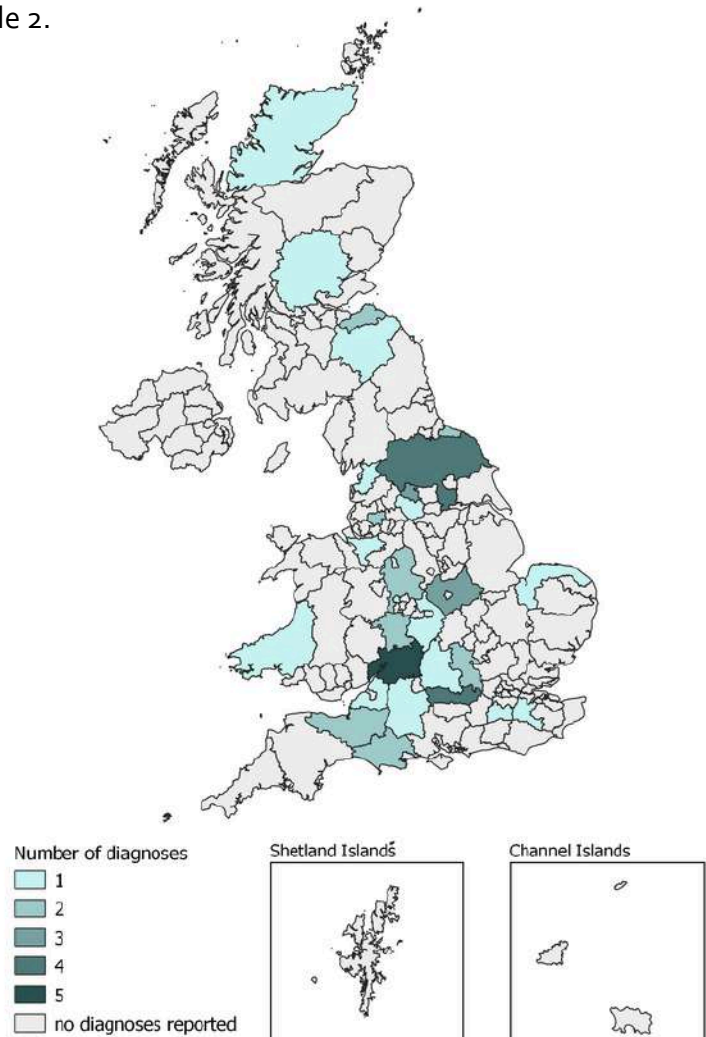 le 2.
Number of diagnoses
1
2
3
4
5
no diagnoses reported
Shetland Islands
Channel Islands